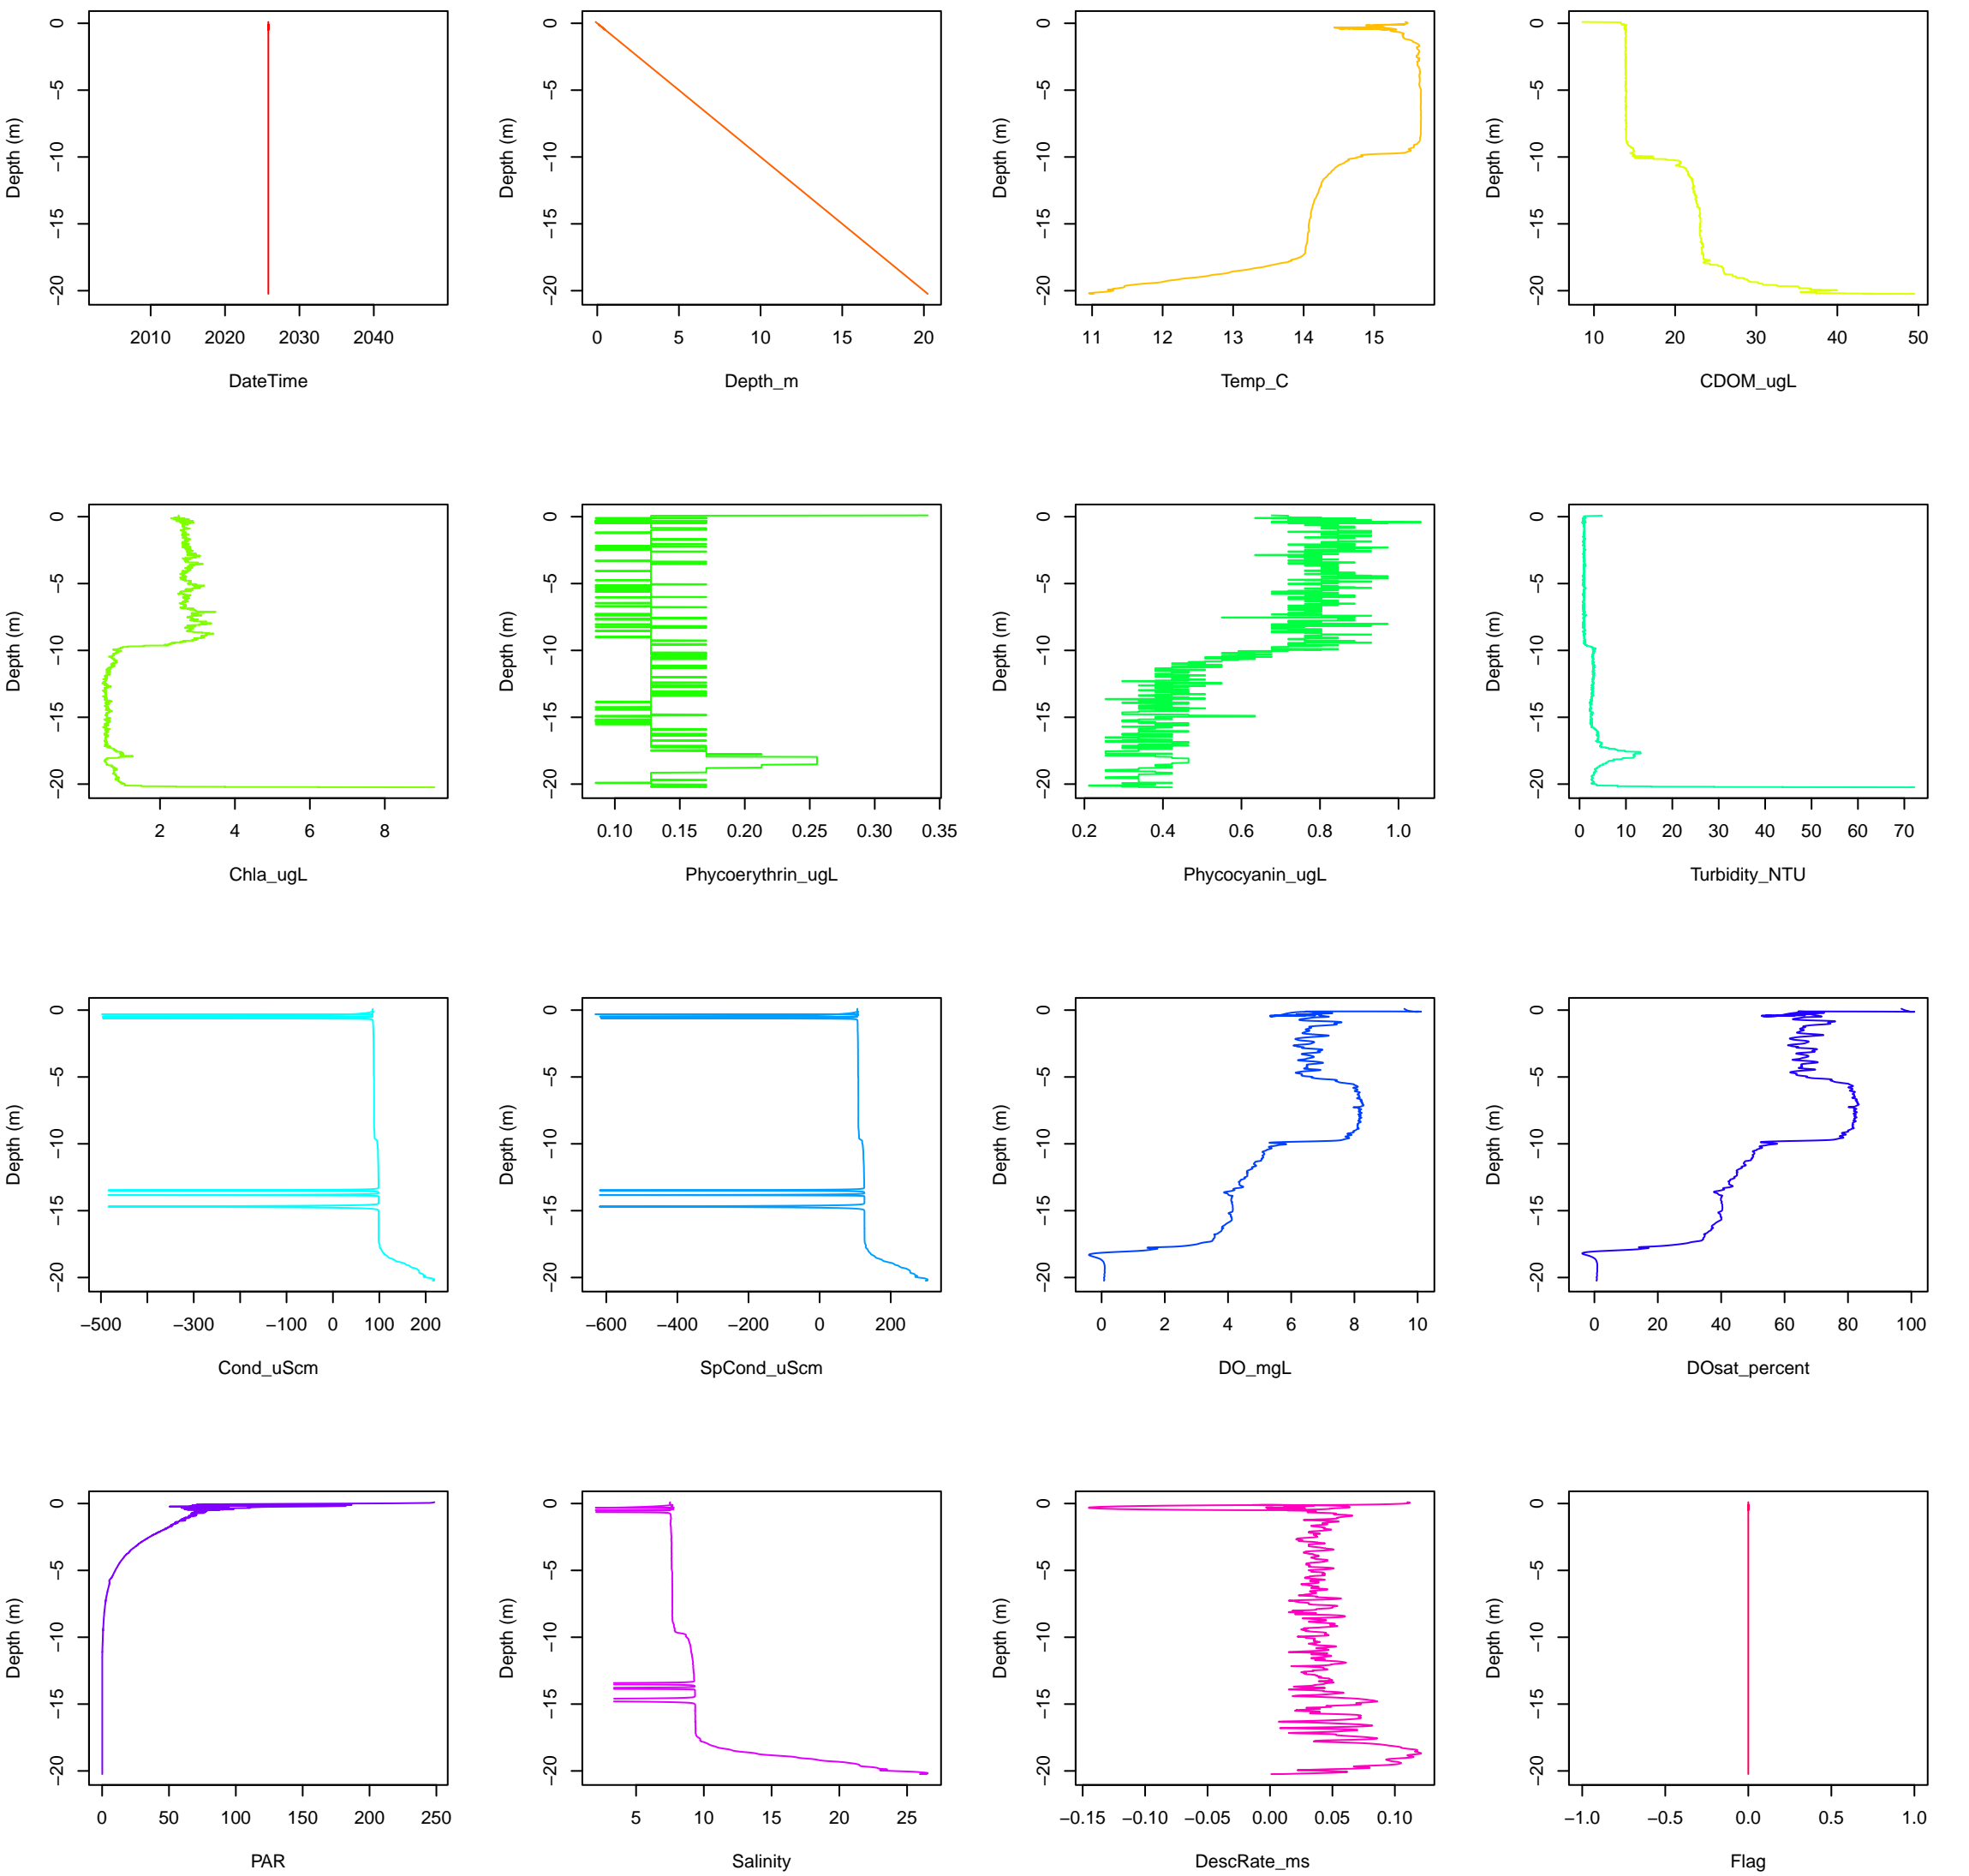 0
−5
−10
−15
−20
Depth (m)
2010 2020 2030 2040
DateTime
0
−5
−10
−15
−20
Depth (m)
0 5 10 15 20
Depth_m
0
−5
−10
−15
−20
Depth (m)
11 12 13 14 15
Temp_C
0
−5
−10
−15
−20
Depth (m)
10 20 30 40 50
CDOM_ugL
0
−5
−10
−15
−20
Depth (m)
2 4 6 8
Chla_ugL
0
−5
−10
−15
−20
Depth (m)
0.10 0.15 0.20 0.25 0.30 0.35
Phycoerythrin_ugL
0
−5
−10
−15
−20
Depth (m)
0.2 0.4 0.6 0.8 1.0
Phycocyanin_ugL
0
−5
−10
−15
−20
Depth (m)
0 10 20 30 40 50 60 70
Turbidity_NTU
0
−5
−10
−15
−20
Depth (m)
−500 −300 −100 0 100 200
Cond_uScm
0
−5
−10
−15
−20
Depth (m)
−600 −400 −200 0 200
SpCond_uScm
0
−5
−10
−15
−20
Depth (m)
0 2 4 6 8 10
DO_mgL
0
−5
−10
−15
−20
Depth (m)
0 20 40 60 80 100
DOsat_percent
0
−5
−10
−15
−20
Depth (m)
0 50 100 150 200 250
PAR
0
−5
−10
−15
−20
Depth (m)
5 10 15 20 25
Salinity
0
−5
−10
−15
−20
Depth (m)
−0.15 −0.10 −0.05 0.00 0.05 0.10
DescRate_ms
0
−5
−10
−15
−20
Depth (m)
−1.0 −0.5 0.0 0.5 1.0
Flag